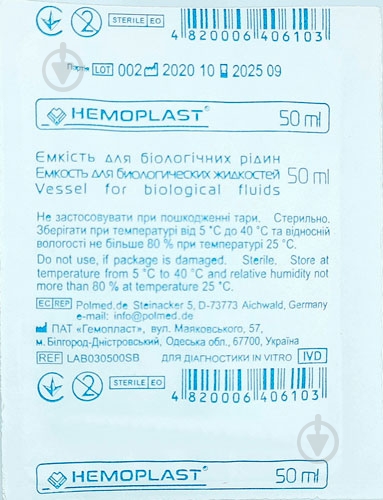 STERILE EO
4 820006 406103
Партія LOT 002 2020 10 2025 09
HEMOPLAST 50 ml
Ємкість для біологічних рідин
Емкость для биологических жидкостей 50 ml
Vessel for biological fluids
Не застосовувати при пошкодженні тари. Стерильно.
Зберігати при температурі від 5 °C до 40 °C та відносній
вологості не більше 80 % при температурі 25 °C.
Do not use, if package is damaged. Sterile. Store at
temperature from 5 °C to 40 °C and relative humidity not
more than 80 % at temperature 25 °C.
EC REP Polmed.de Steinacker 5, D-73773 Aichwald, Germany
e-mail: info@polmed.de
ПАТ «Гемопласт», вул. Маяковського, 57,
м. Білгород-Дністровський, Одеська обл., 67700, Україна
REF LAB030500SB ДЛЯ ДІАГНОСТИКИ IN VITRO IVD
2 STERILE EO
4 820006 406103
HEMOPLAST 50 ml